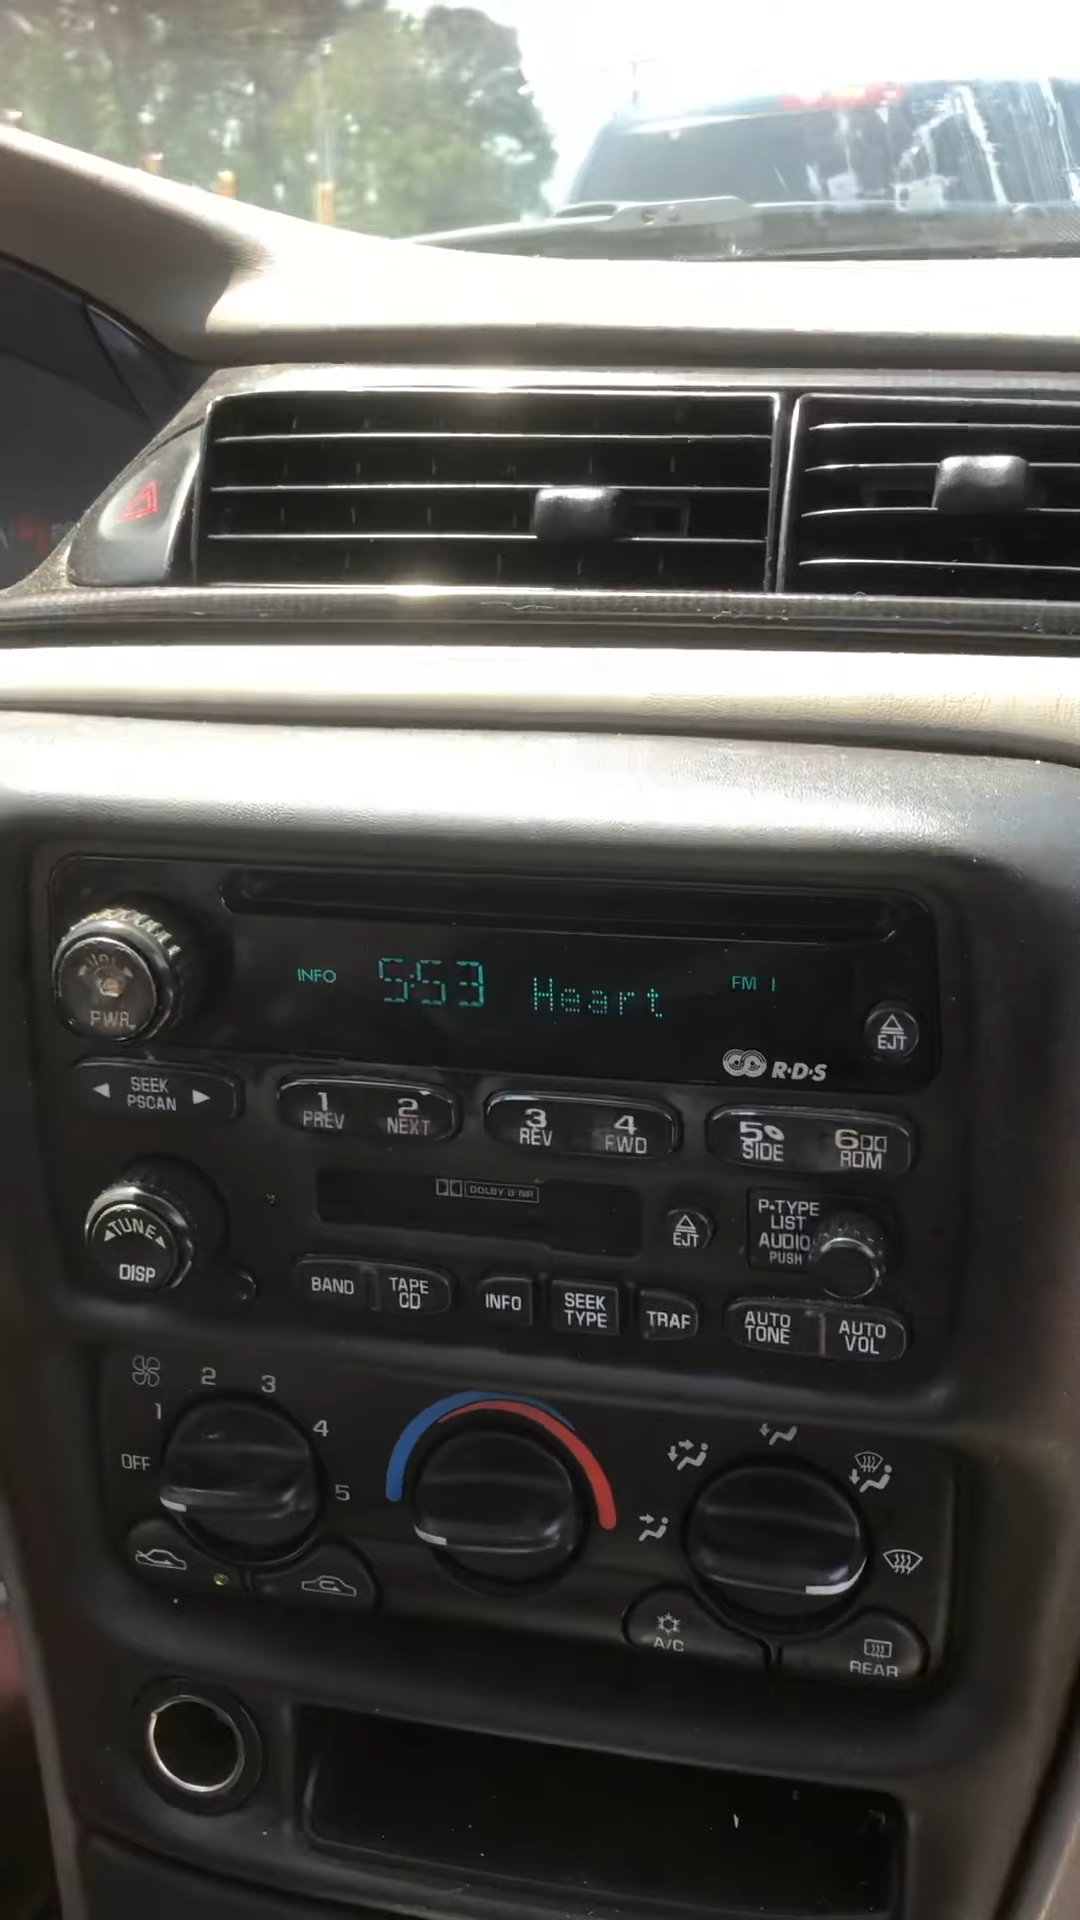 INFO 5:53 Heart FM 1
VOL
PWR
EJT
R·D·S
SEEK
PSCAN
1 PREV
2 NEXT
3 REV
4 FWD
5 SIDE
6 RDM
DOLBY B NR
TUNE
DISP
EJT
P·TYPE
LIST
AUDIO
PUSH
BAND
TAPE
CD
INFO
SEEK
TYPE
TRAF
AUTO
TONE
AUTO
VOL
OFF 1 2 3 4 5
A/C
REAR